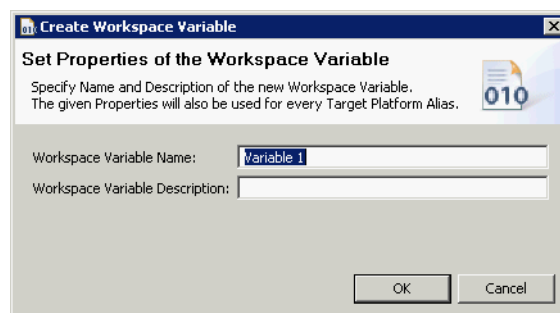 Create Workspace Variable
Set Properties of the Workspace Variable
Specify Name and Description of the new Workspace Variable.
The given Properties will also be used for every Target Platform Alias.
010
Workspace Variable Name: Variable 1
Workspace Variable Description:
OK Cancel